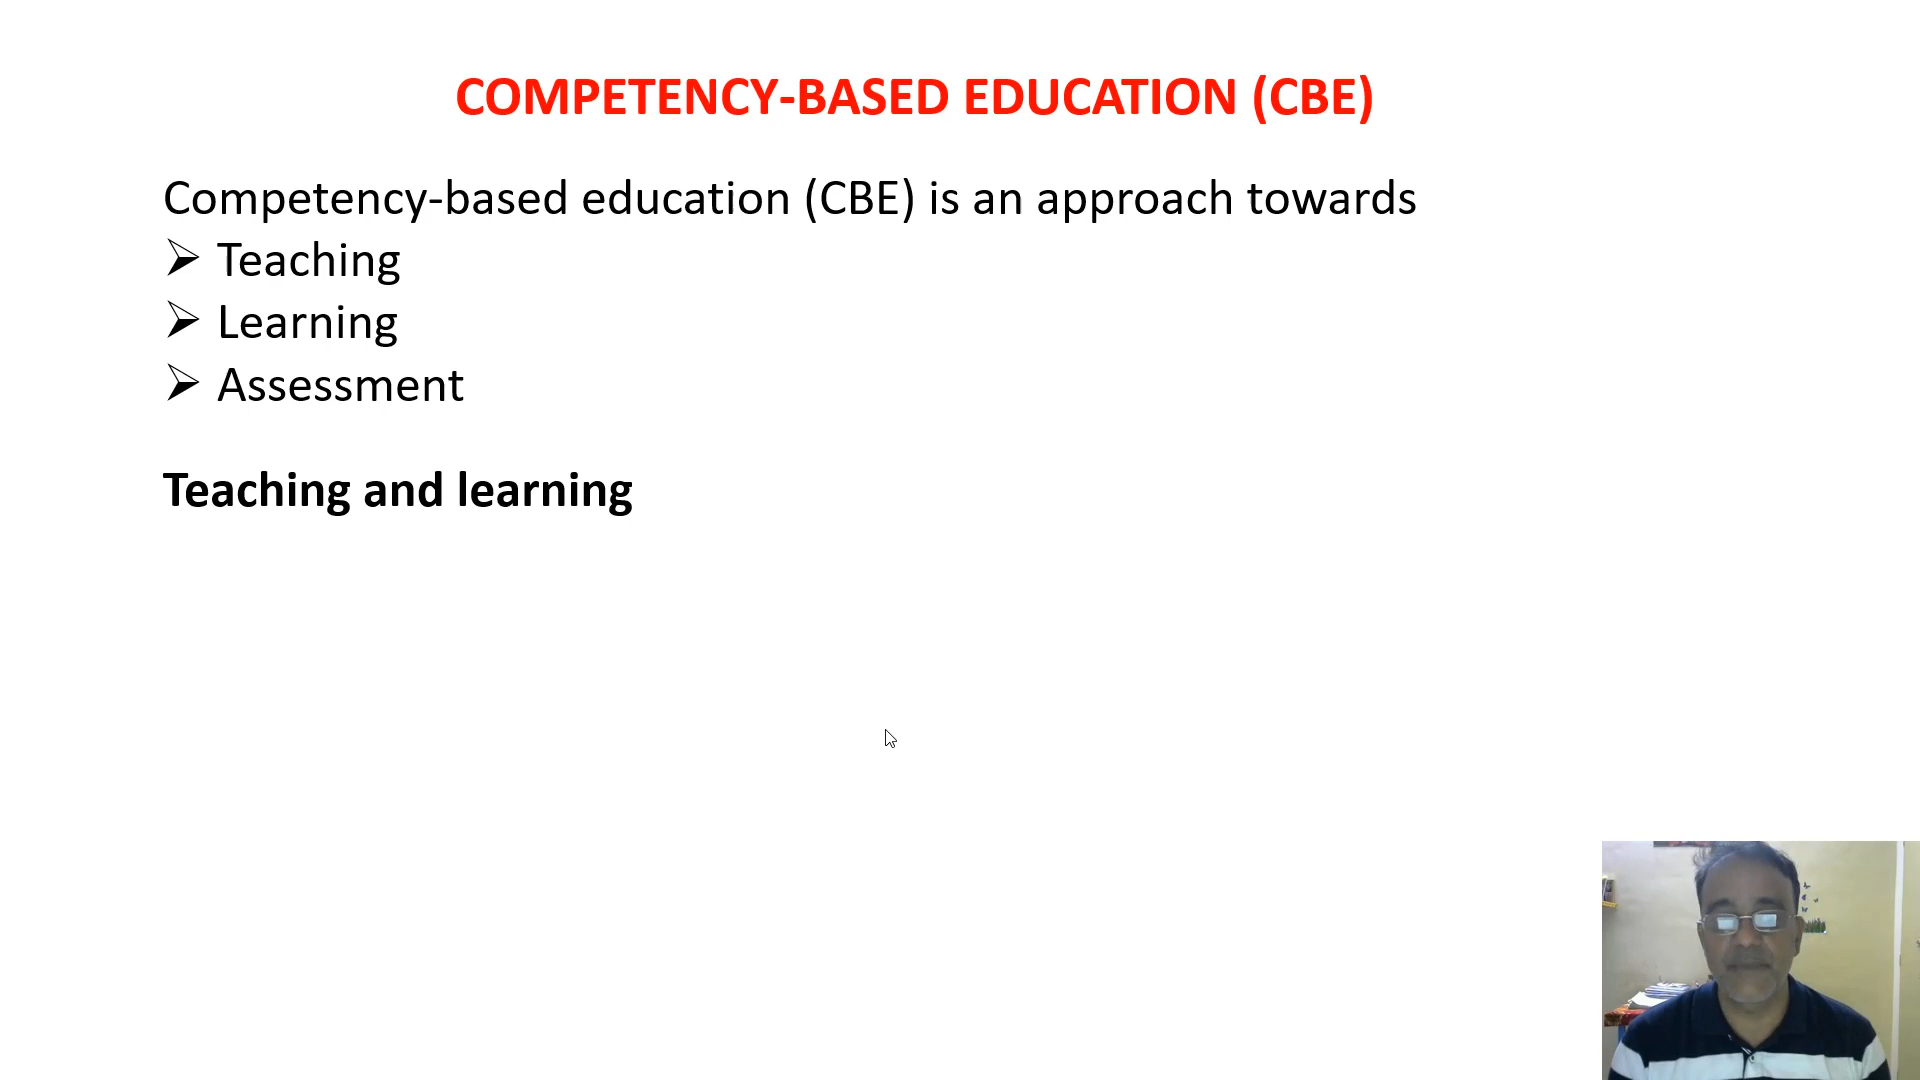 COMPETENCY-BASED EDUCATION (CBE)
Competency-based education (CBE) is an approach towards
Teaching
Learning
Assessment
Teaching and learning